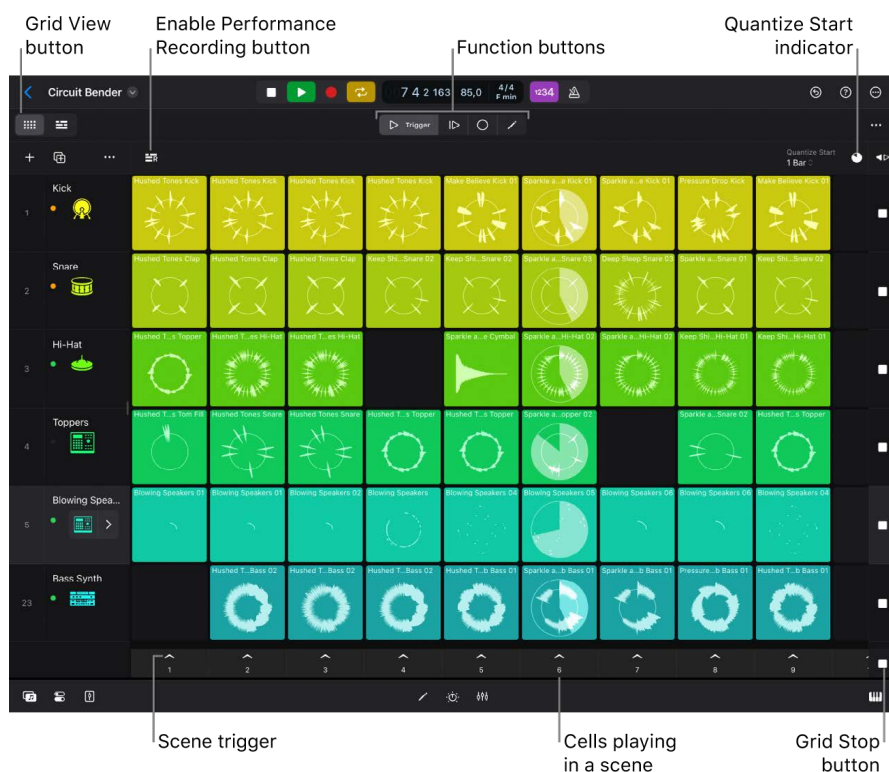 Grid View
button
Enable Performance
Recording button
Function buttons
Quantize Start
indicator
Circuit Bender
7 4 2 163 85,0 4/4
F min
1234
Trigger
Quantize Start
1 Bar
Kick
1
Hushed Tones Kick Hushed Tones Kick Hushed Tones Kick Hushed Tones Kick Make Believe Kick 01 Sparkle a...e Kick 01 Sparkle a...e Kick 01 Pressure Drop Kick Make Believe Kick 01
Snare
2
Hushed Tones Clap Hushed Tones Clap Hushed Tones Clap Keep Shi...Snare 02 Keep Shi...Snare 02 Sparkle a...Snare 03 Deep Sleep Snare 03 Sparkle a...Snare 01 Keep Shi...Snare 02
Hi-Hat
3
Hushed T...s Topper Hushed T...es Hi-Hat Hushed T...es Hi-Hat Sparkle a...e Cymbal Sparkle a...Hi-Hat 02 Sparkle a...Hi-Hat 02 Keep Shi...Hi-Hat 01 Keep Shi...Hi-Hat 01
Toppers
4
Hushed T...s Tom Fill Hushed Tones Snare Hushed Tones Snare Hushed T...s Topper Hushed T...s Topper Sparkle a...opper 02 Sparkle a...Snare 02 Hushed T...s Topper
Blowing Spea...
5
Blowing Speakers 01 Blowing Speakers 01 Blowing Speakers 02 Blowing Speakers Blowing Speakers 04 Blowing Speakers 05 Blowing Speakers 06 Blowing Speakers 06 Blowing Speakers 04
Bass Synth
23
Hushed T...Bass 02 Hushed T...Bass 02 Hushed T...Bass 02 Hushed T...b Bass 01 Sparkle a...b Bass 01 Sparkle a...b Bass 01 Pressure...b Bass 01 Hushed T...b Bass 01
1 2 3 4 5 6 7 8 9
Scene trigger
Cells playing
in a scene
Grid Stop
button